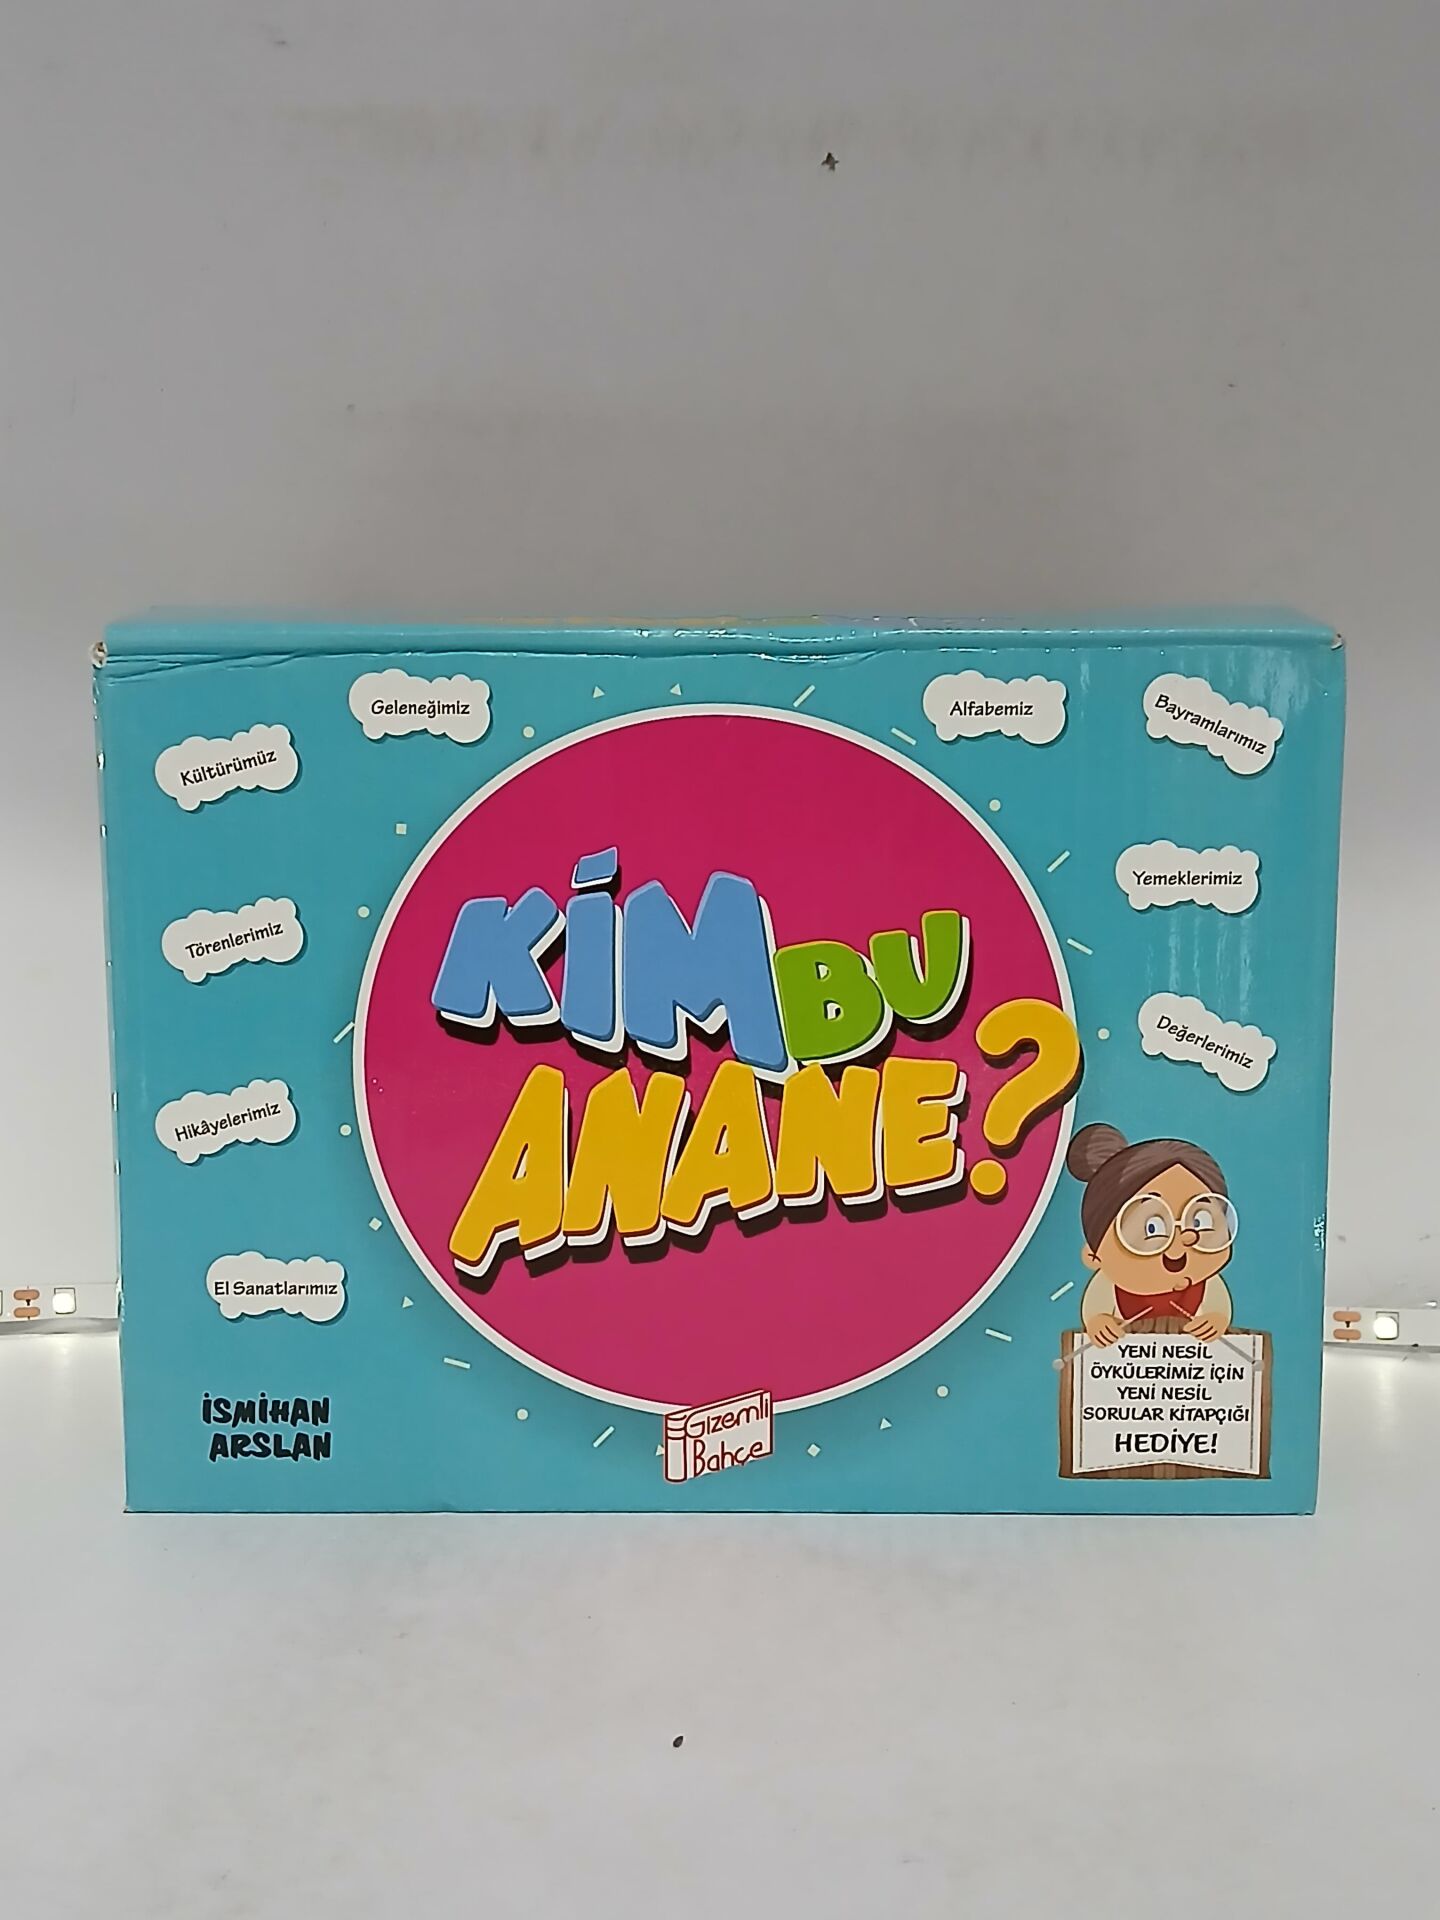 Geleneğimiz
Alfabemiz
Bayramlarımız
Kültürümüz
Yemeklerimiz
Törenlerimiz
Değerlerimiz
Hikâyelerimiz
El Sanatlarımız
KİM BU
ANANE?
YENİ NESİL
ÖYKÜLERİMİZ İÇİN
YENİ NESİL
SORULAR KİTAPÇIĞI
HEDİYE!
İSMİHAN
ARSLAN
Gizemli
Bahçe